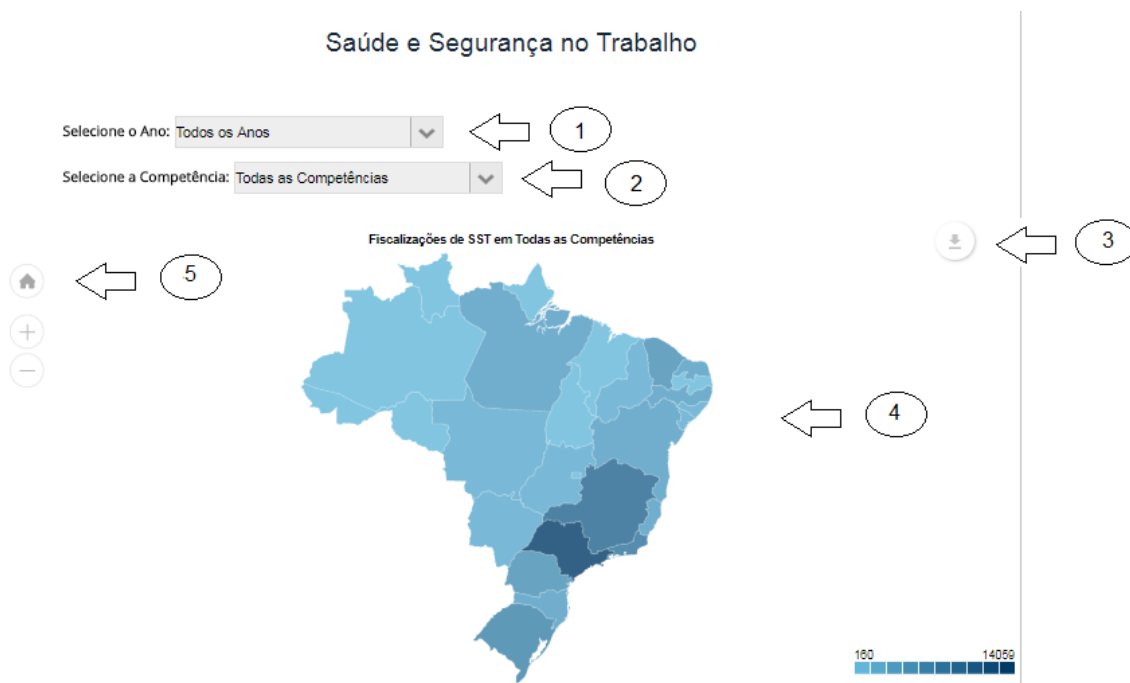 Saúde e Segurança no Trabalho
Selecione o Ano: Todos os Anos
1
Selecione a Competência: Todas as Competências
2
Fiscalizações de SST em Todas as Competências
3
5
4
160 14059